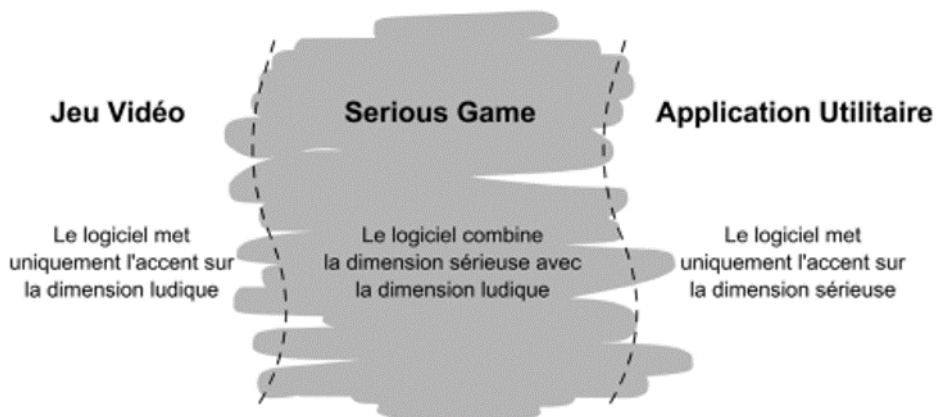 Jeu Vidéo
Serious Game
Application Utilitaire
Le logiciel met
uniquement l'accent sur
la dimension ludique
Le logiciel combine
la dimension sérieuse avec
la dimension ludique
Le logiciel met
uniquement l'accent sur
la dimension sérieuse